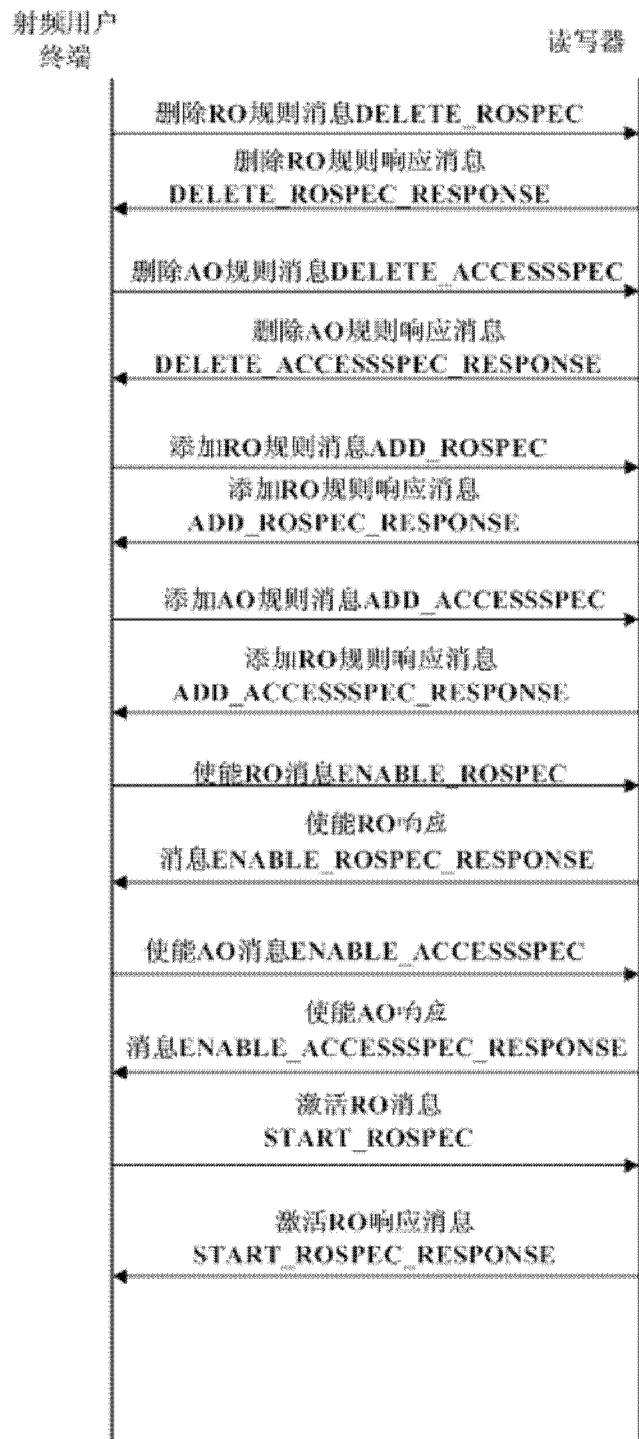 射频用户
终端
读写器
删除RO规则消息DELETE_ROSPEC
删除RO规则响应消息
DELETE_ROSPEC_RESPONSE
删除AO规则消息DELETE_ACCESSSPEC
删除AO规则响应消息
DELETE_ACCESSSPEC_RESPONSE
添加RO规则消息ADD_ROSPEC
添加RO规则响应消息
ADD_ROSPEC_RESPONSE
添加AO规则消息ADD_ACCESSSPEC
添加RO规则响应消息
ADD_ACCESSSPEC_RESPONSE
使能RO消息ENABLE_ROSPEC
使能RO响应
消息ENABLE_ROSPEC_RESPONSE
使能AO消息ENABLE_ACCESSSPEC
使能AO响应
消息ENABLE_ACCESSSPEC_RESPONSE
激活RO消息
START_ROSPEC
激活RO响应消息
START_ROSPEC_RESPONSE